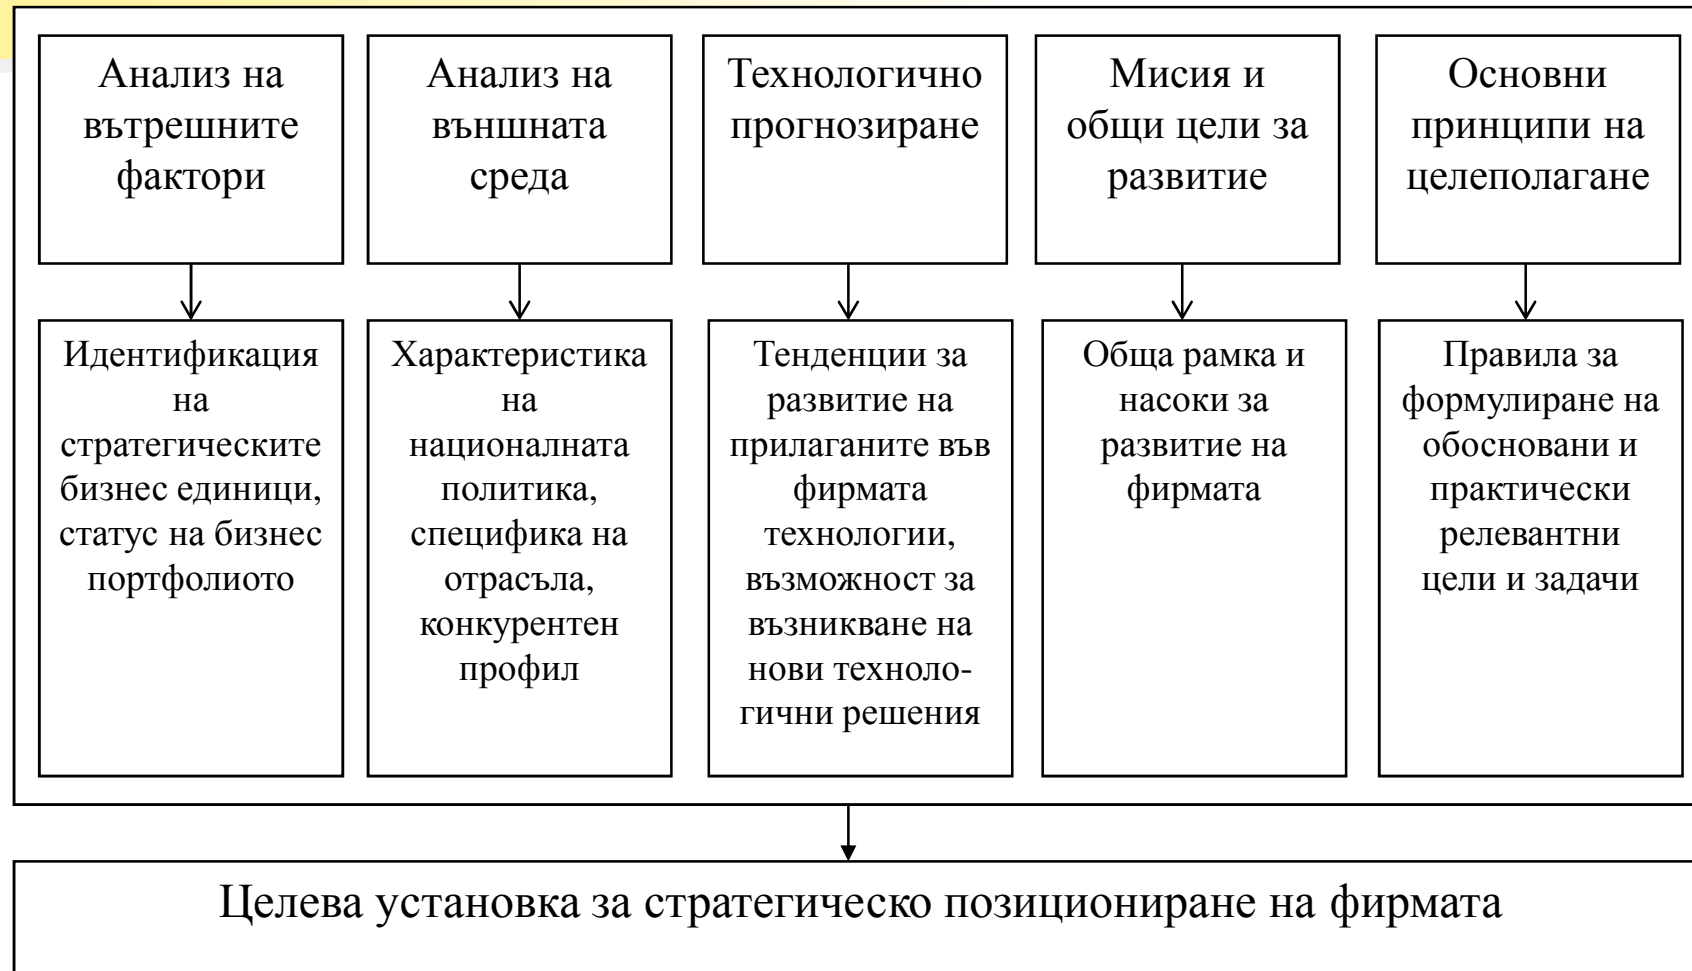 Анализ на
вътрешните
фактори
Анализ на
външната
среда
Технологично
прогнозиране
Мисия и
общи цели за
развитие
Основни
принципи на
целеполагане
Идентификация
на
стратегическите
бизнес единици,
статус на бизнес
портфолиото
Характеристика
на
националната
политика,
специфика на
отрасъла,
конкурентен
профил
Тенденции за
развитие на
прилаганите във
фирмата
технологии,
възможност за
възникване на
нови техноло-
гични решения
Обща рамка и
насоки за
развитие на
фирмата
Правила за
формулиране на
обосновани и
практически
релевантни
цели и задачи
Целева установка за стратегическо позициониране на фирмата